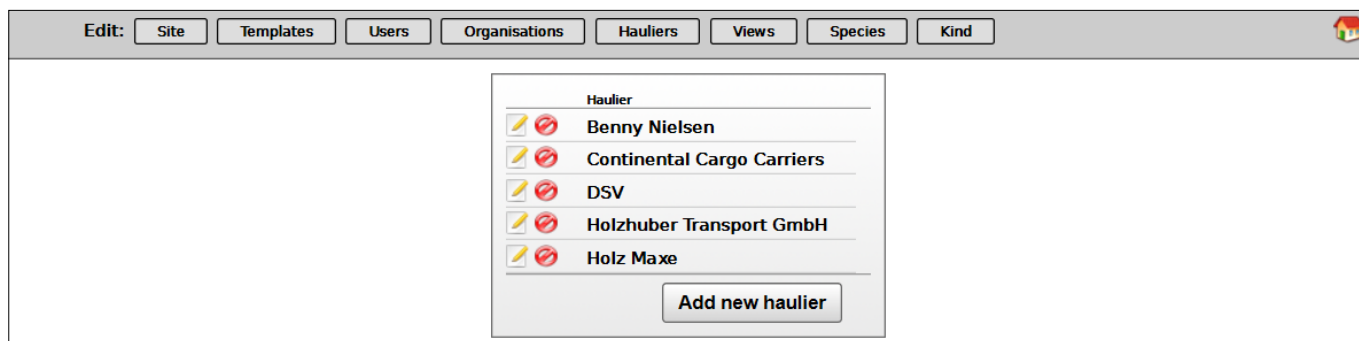 Edit: Site Templates Users Organisations Hauliers Views Species Kind
Haulier
Benny Nielsen
Continental Cargo Carriers
DSV
Holzhuber Transport GmbH
Holz Maxe
Add new haulier